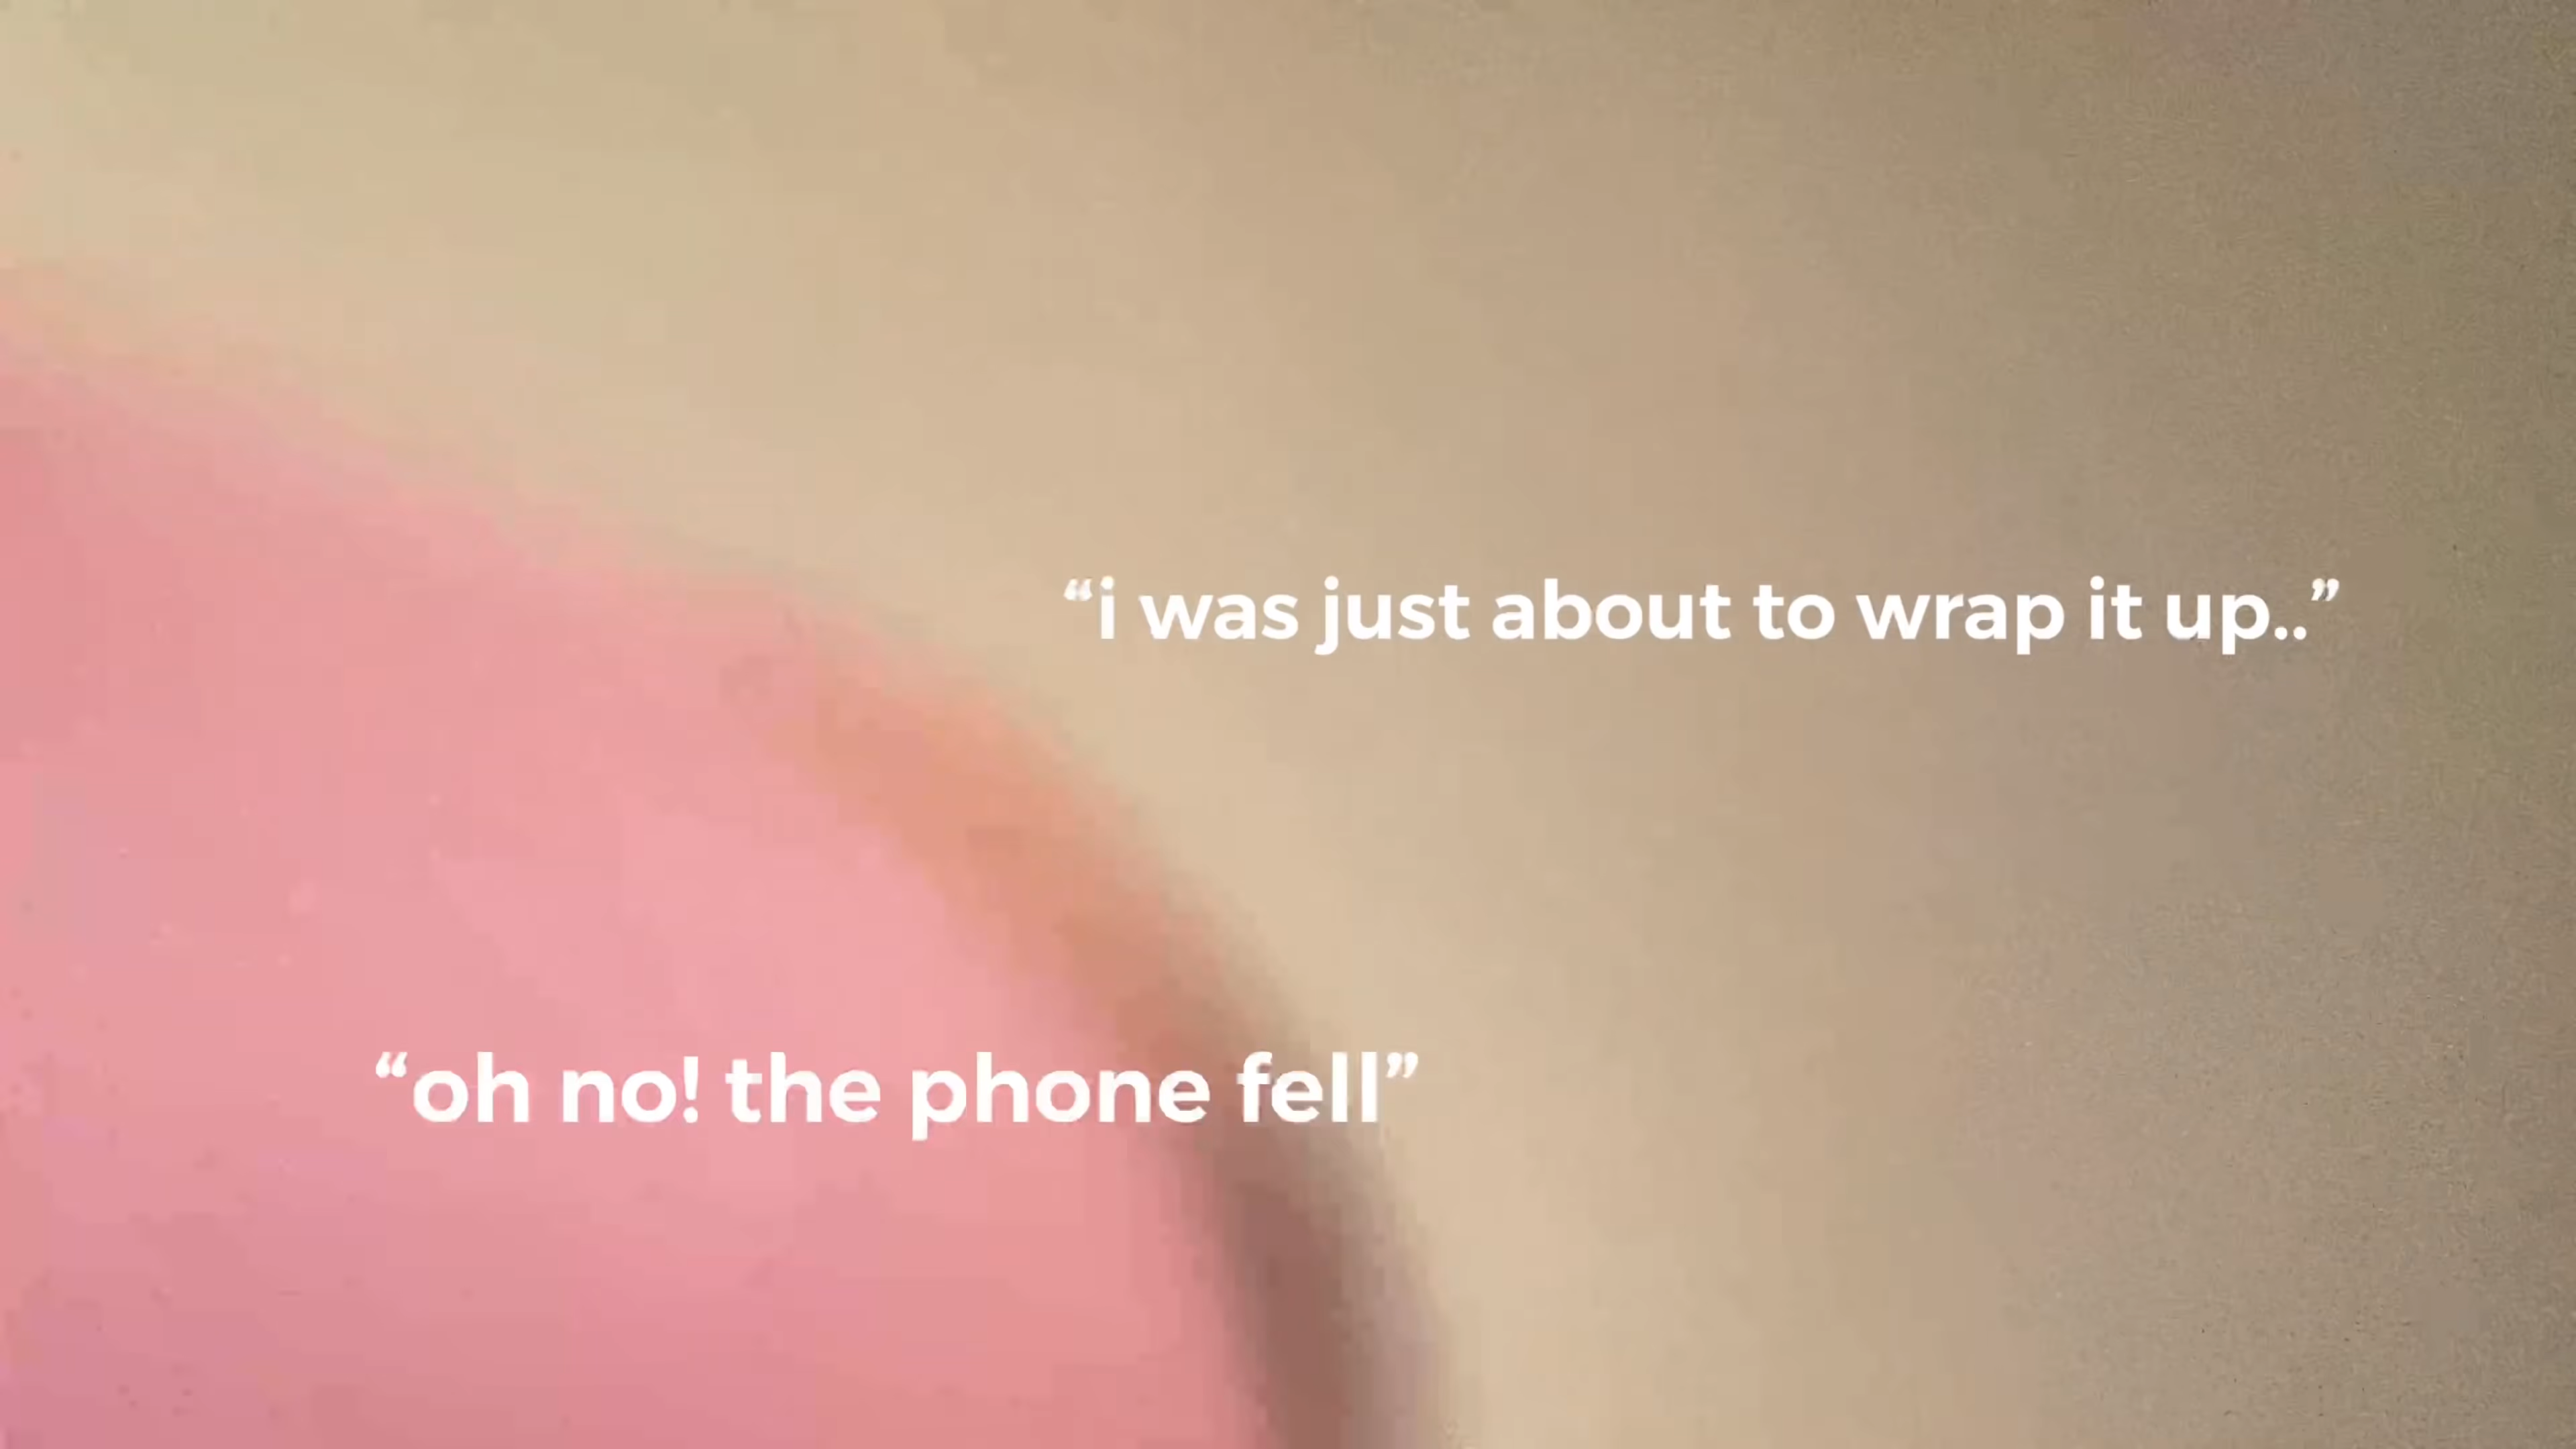 “i was just about to wrap it up..”
“oh no! the phone fell”